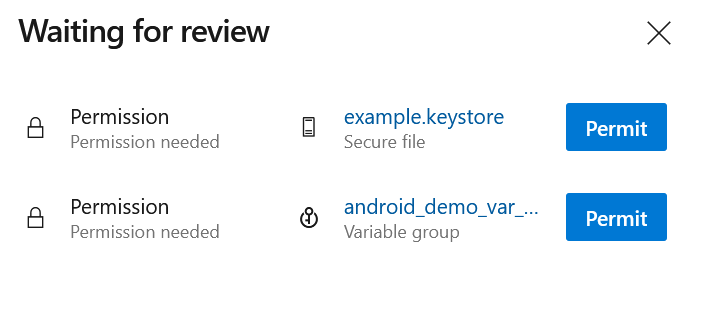 Waiting for review
Permission
Permission needed
example.keystore
Secure file
Permit
Permission
Permission needed
android_demo_var_...
Variable group
Permit